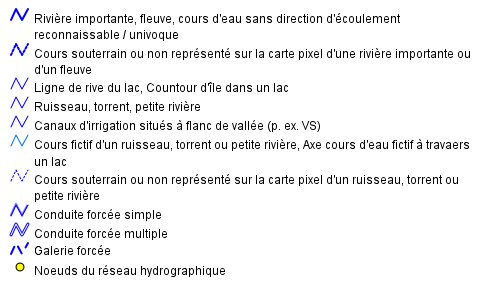 Rivière importante, fleuve, cours d'eau sans direction d'écoulement
reconnaissable / univoque
Cours souterrain ou non représenté sur la carte pixel d'une rivière importante ou
d'un fleuve
Ligne de rive du lac, Countour d'île dans un lac
Ruisseau, torrent, petite rivière
Canaux d'irrigation situés à flanc de vallée (p. ex. VS)
Cours fictif d'un ruisseau, torrent ou petite rivière, Axe cours d'eau fictif à travaers
un lac
Cours souterrain ou non représenté sur la carte pixel d'un ruisseau, torrent ou
petite rivière
Conduite forcée simple
Conduite forcée multiple
Galerie forcée
Noeuds du réseau hydrographique